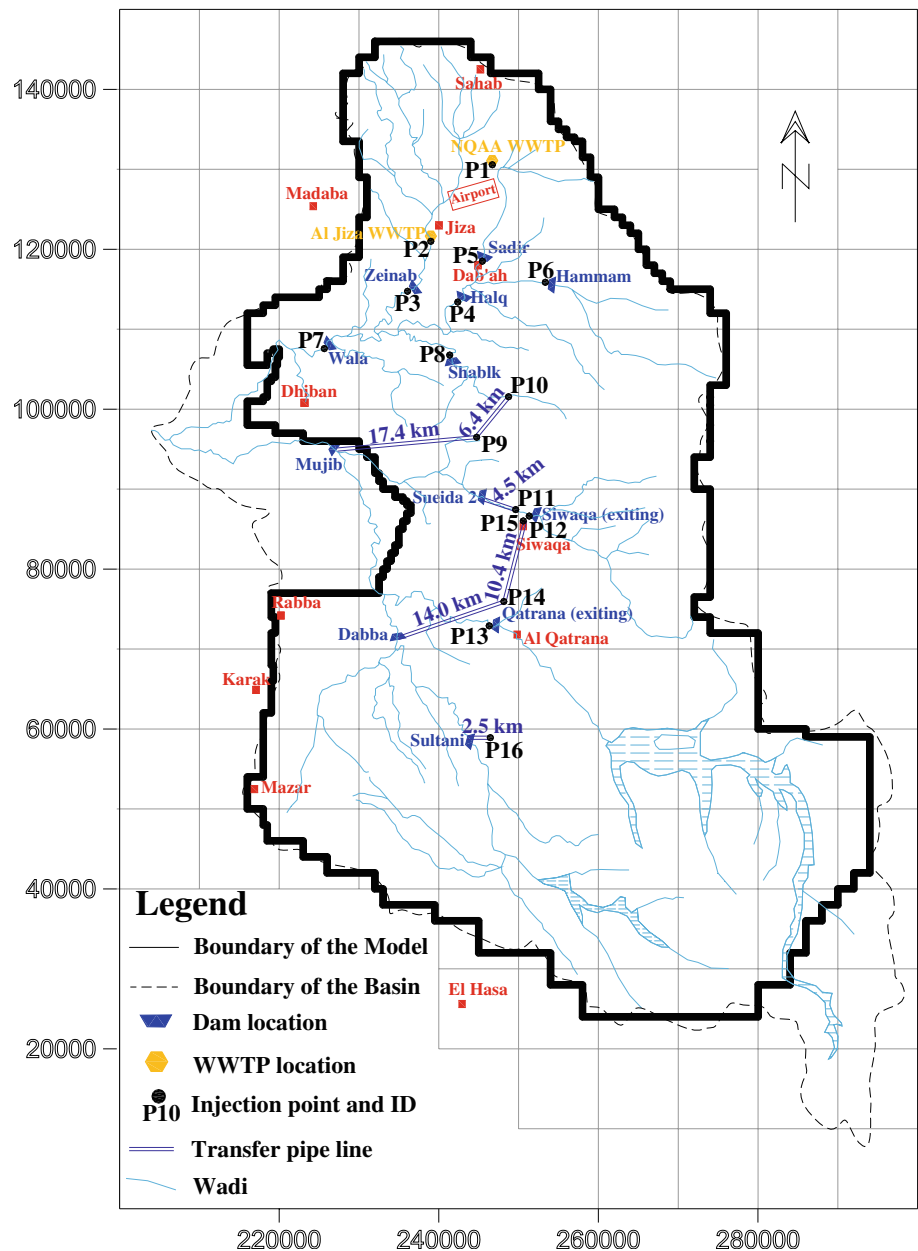 140000
120000
100000
80000
60000
40000
20000
220000
240000
260000
280000
Sahab
NQAA WWTP
P1
Airport
Madaba
Jiza
Al Jiza WWTP
P2
Sadir
P5
Dab'ah
P6
Hammam
Zeinab
P3
Halq
P4
P7
Wala
P8
Shablk
Dhiban
P10
6.4 km
17.4 km
P9
Mujib
4.5 km
Sueida 2
P11
Siwaqa (exiting)
P15
P12
Siwaqa
10.4 km
14.0 km
P14
Rabba
Qatrana (exiting)
Dabba
P13
Al Qatrana
Karak
2.5 km
Sultani
P16
Mazar
El Hasa
N
Legend
Boundary of the Model
Boundary of the Basin
Dam location
WWTP location
P10 Injection point and ID
Transfer pipe line
Wadi